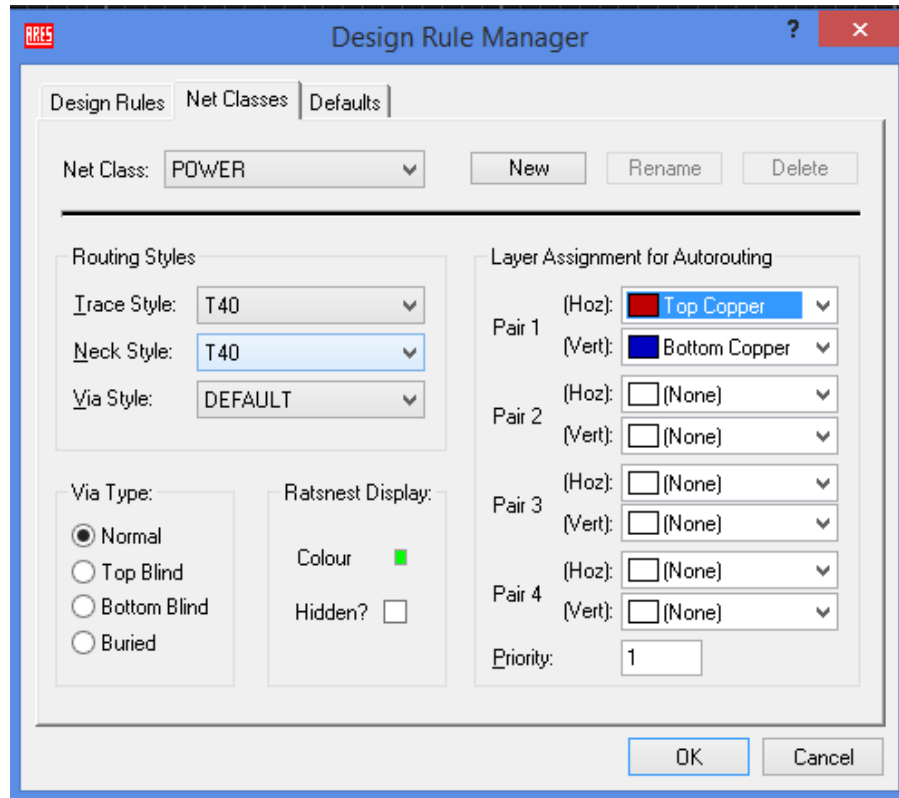 ARES Design Rule Manager ? ×
Design Rules Net Classes Defaults
Net Class: POWER New Rename Delete
Routing Styles
Trace Style: T40
Neck Style: T40
Via Style: DEFAULT
Layer Assignment for Autorouting
Pair 1
(Hoz): Top Copper
(Vert): Bottom Copper
Pair 2
(Hoz): (None)
(Vert): (None)
Pair 3
(Hoz): (None)
(Vert): (None)
Pair 4
(Hoz): (None)
(Vert): (None)
Priority: 1
Via Type:
Normal
Top Blind
Bottom Blind
Buried
Ratsnest Display:
Colour
Hidden?
OK Cancel